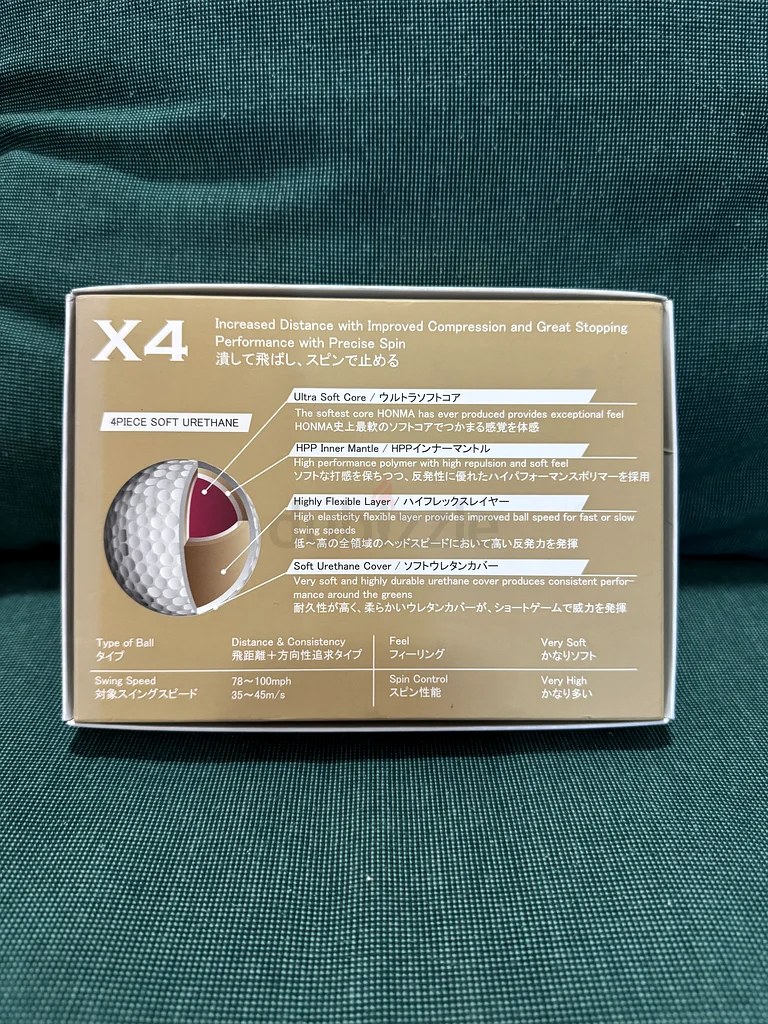 X4
Increased Distance with Improved Compression and Great Stopping
Performance with Precise Spin
潰して飛ばし、スピンで止める
4PIECE SOFT URETHANE
Ultra Soft Core / ウルトラソフトコア
The softest core HONMA has ever produced provides exceptional feel
HONMA史上最軟のソフトコアでつかまる感覚を体感
HPP Inner Mantle / HPPインナーマントル
High performance polymer with high repulsion and soft feel
ソフトな打感を保ちつつ、反発性に優れたハイパフォーマンスポリマーを採用
Highly Flexible Layer / ハイフレックスレイヤー
High elasticity flexible layer provides improved ball speed for fast or slow
swing speeds
低～高の全領域のヘッドスピードにおいて高い反発力を発揮
Soft Urethane Cover / ソフトウレタンカバー
Very soft and highly durable urethane cover produces consistent perfor-
mance around the greens
耐久性が高く、柔らかいウレタンカバーが、ショートゲームで威力を発揮
Type of Ball Distance & Consistency Feel Very Soft
タイプ 飛距離＋方向性追求タイプ フィーリング かなりソフト
Swing Speed 78～100mph Spin Control Very High
対象スイングスピード 35～45m/s スピン性能 かなり多い